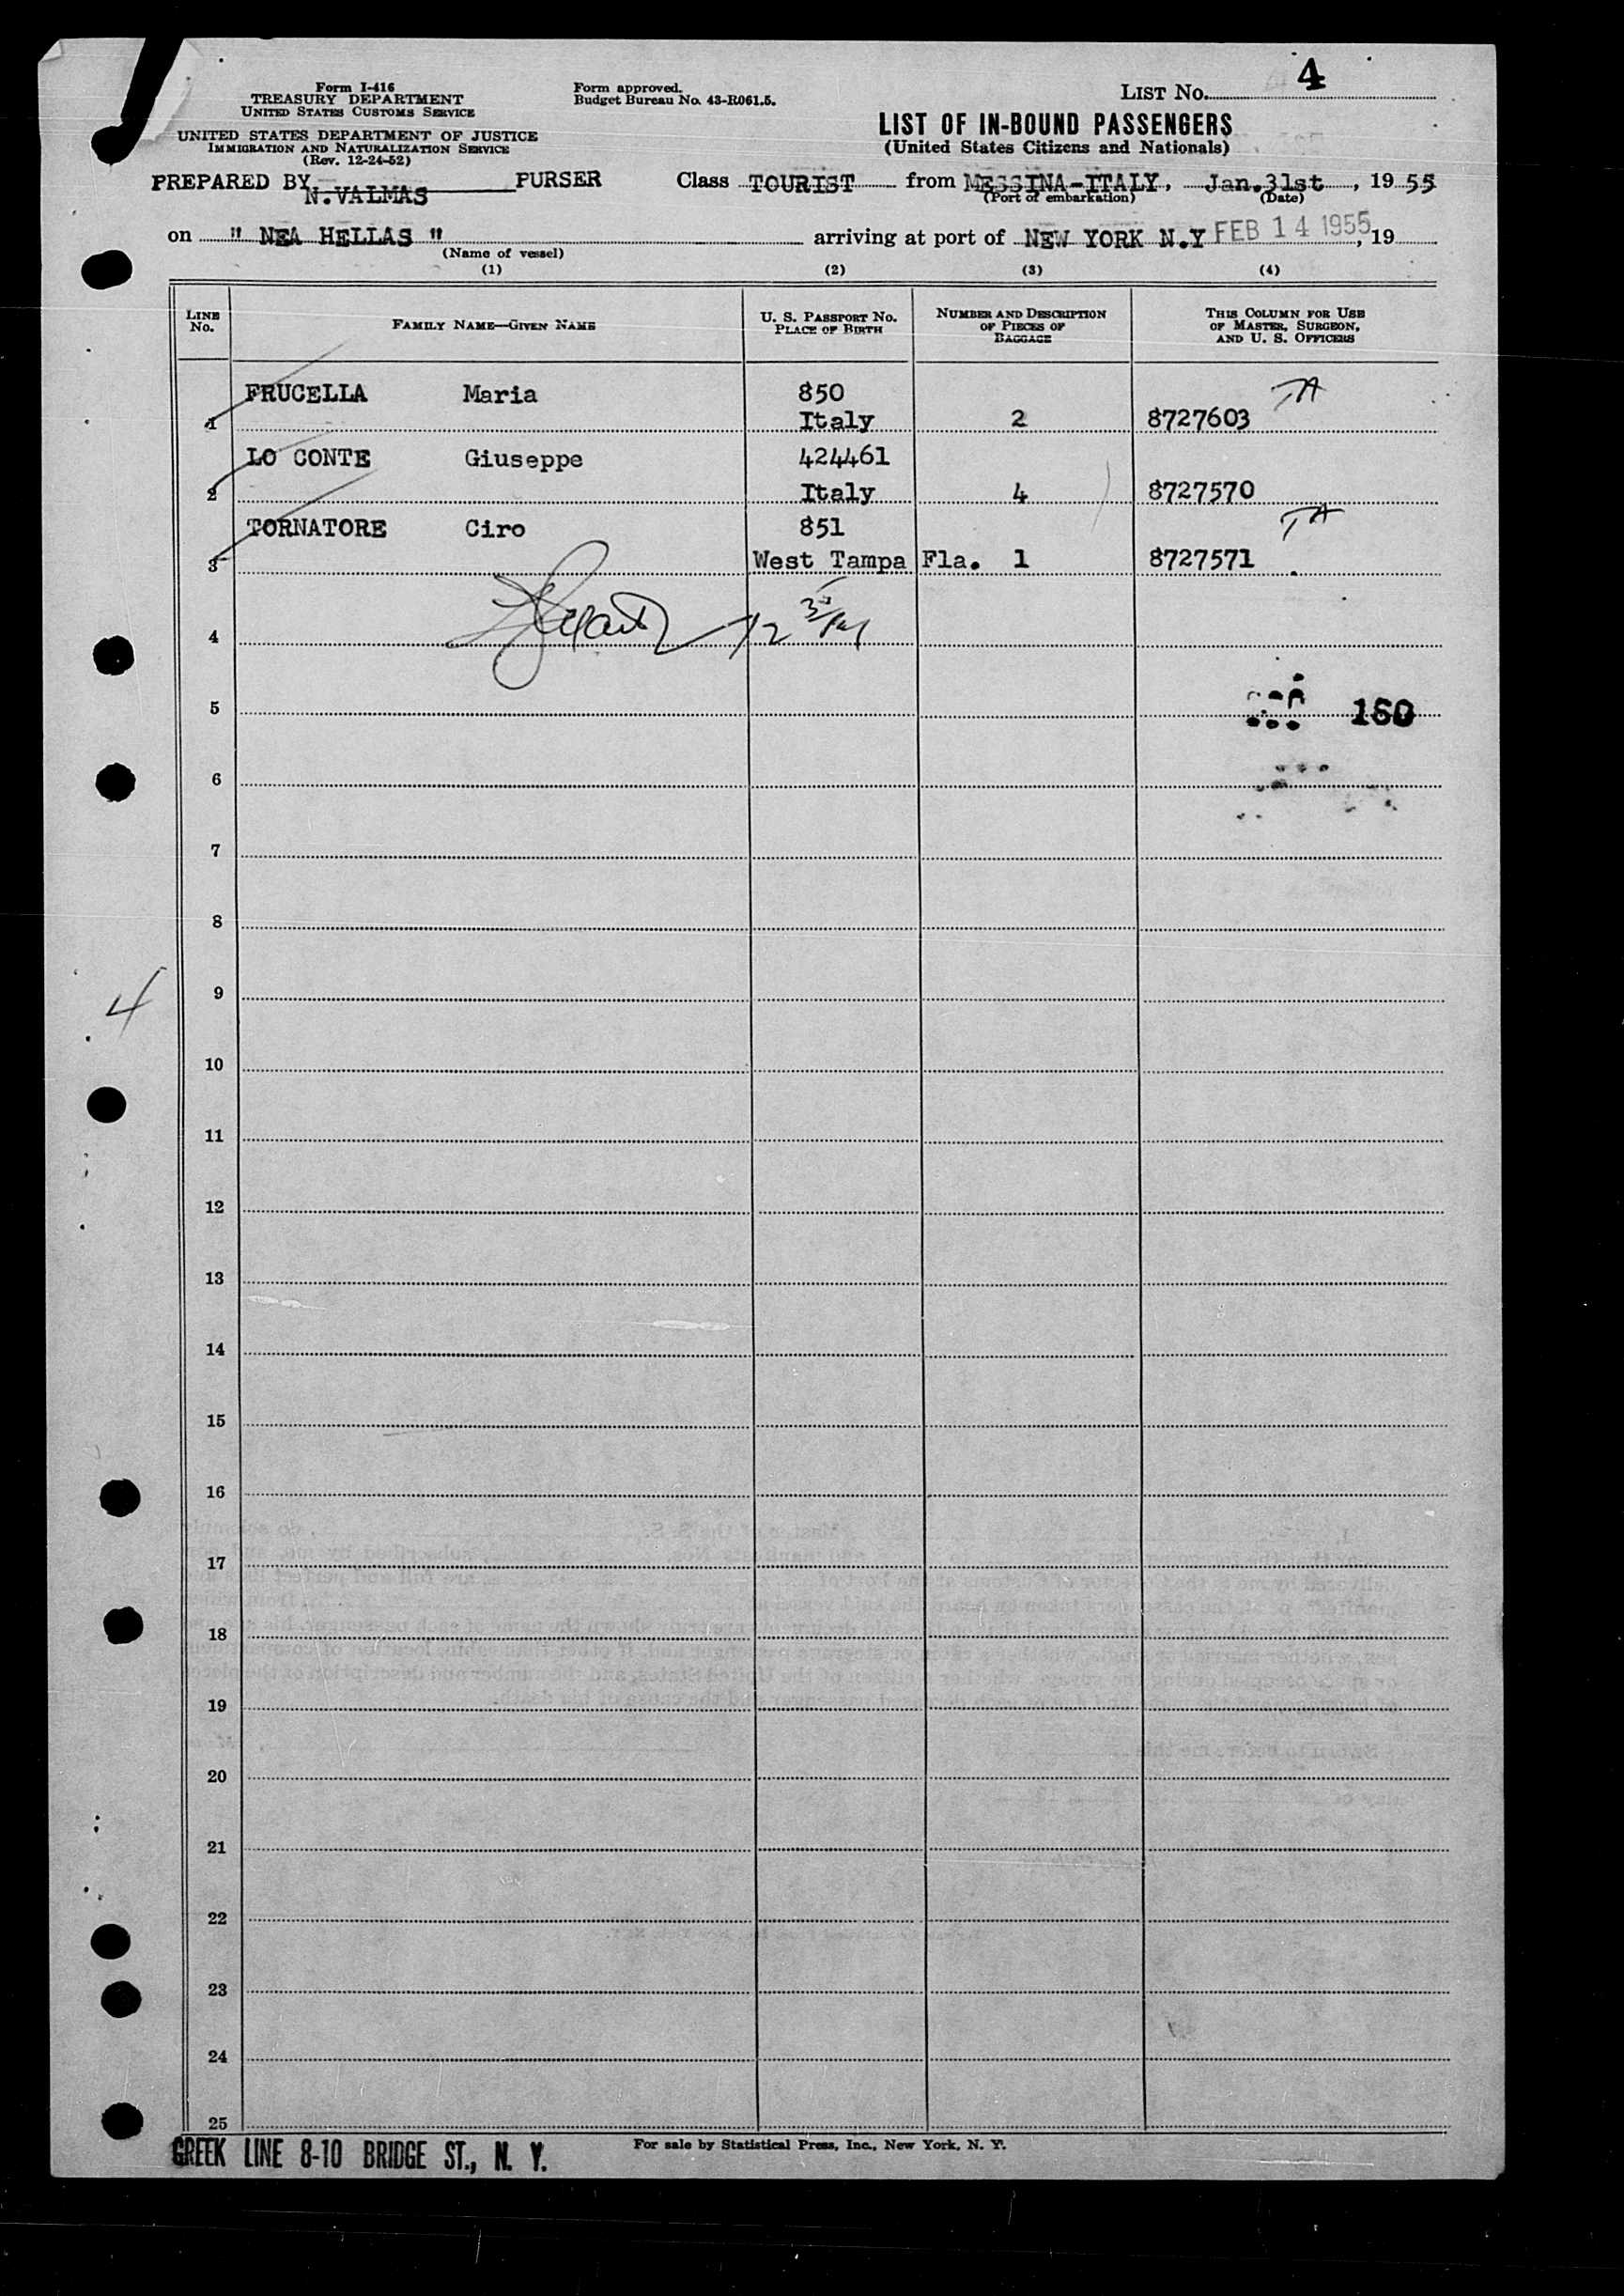 Form I-416
TREASURY DEPARTMENT
UNITED STATES CUSTOMS SERVICE
UNITED STATES DEPARTMENT OF JUSTICE
IMMIGRATION AND NATURALIZATION SERVICE
(Rev. 12-24-52)
Form approved.
Budget Bureau No. 43-R061.5.
LIST No. 4
LIST OF IN-BOUND PASSENGERS
(United States Citizens and Nationals)
PREPARED BY N.VALMAS PURSER Class TOURIST from MESSINA-ITALY, Jan.31st, 19 55
(Port of embarkation) (Date)
on " NEA HELLAS " arriving at port of NEW YORK N.Y FEB 14 1955, 19
(Name of vessel)
(1) (2) (3) (4)
LINE No. FAMILY NAME—GIVEN NAME U. S. PASSPORT No. PLACE OF BIRTH NUMBER AND DESCRIPTION OF PIECES OF BAGGAGE THIS COLUMN FOR USE OF MASTER, SURGEON, AND U. S. OFFICERS
FRUCELLA Maria 850 TA
1 Italy 2 8727603
LO CONTE Giuseppe 424461
2 Italy 4 8727570
TORNATORE Ciro 851 TA
3 West Tampa Fla. 1 8727571
4
5 160
6
7
8
4
9
10
11
12
13
14
15
16
17
18
19
20
21
22
23
24
25
GREEK LINE 8-10 BRIDGE ST., N. Y.
For sale by Statistical Press, Inc., New York, N. Y.